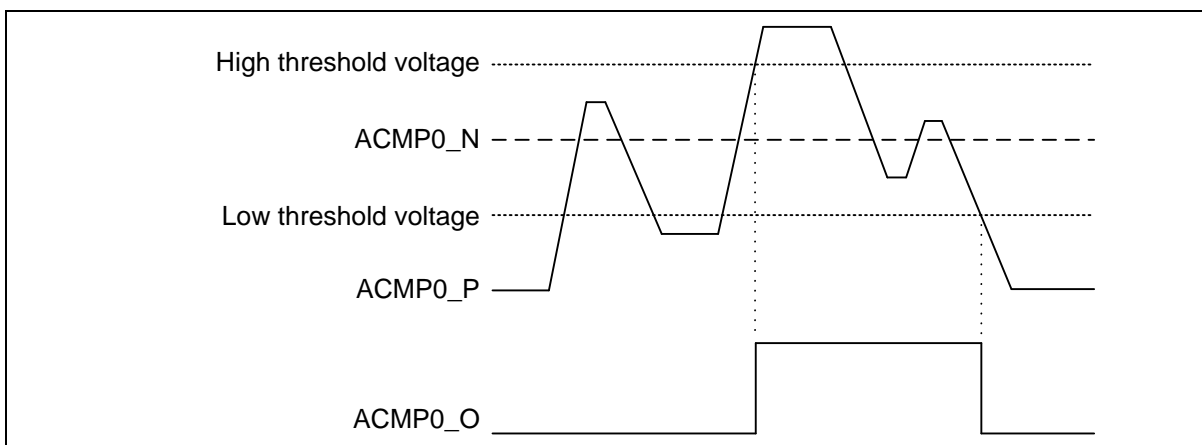 High threshold voltage
ACMP0_N
Low threshold voltage
ACMP0_P
ACMP0_O